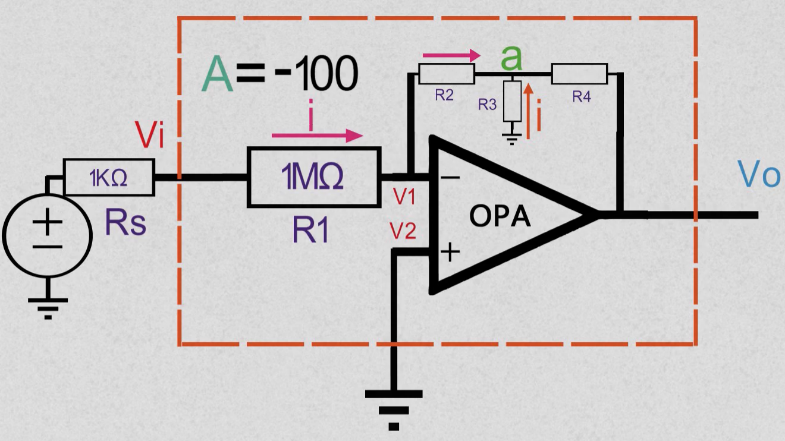 A=-100
a
R2
R3
i
R4
i
Vi
1KΩ
Rs
1MΩ
R1
V1
V2
−
+
OPA
Vo
+
−